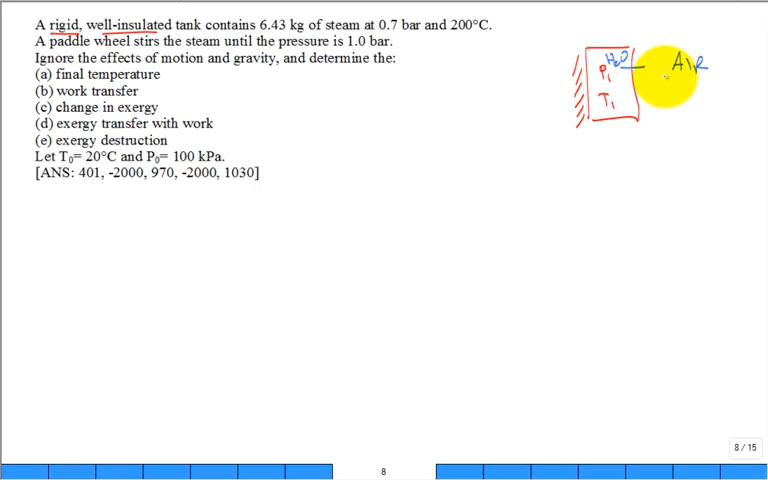 A rigid, well-insulated tank contains 6.43 kg of steam at 0.7 bar and 200°C.
A paddle wheel stirs the steam until the pressure is 1.0 bar.
Ignore the effects of motion and gravity, and determine the:
(a) final temperature
(b) work transfer
(c) change in exergy
(d) exergy transfer with work
(e) exergy destruction
Let T₀= 20°C and P₀= 100 kPa.
[ANS: 401, -2000, 970, -2000, 1030]
H₂O
P₁
T₁
Air
8 / 15
8